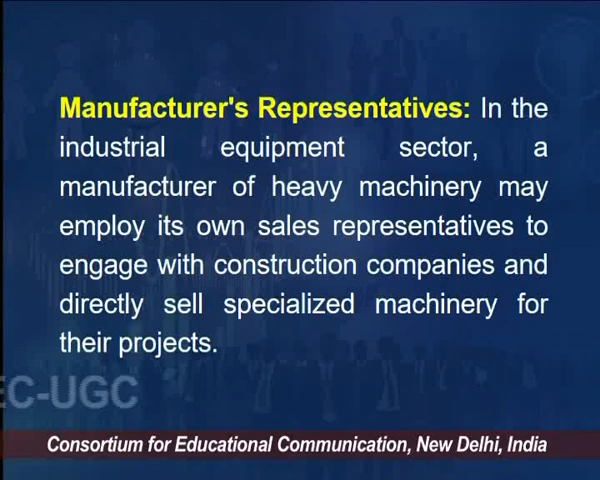 Manufacturer's Representatives: In the
industrial equipment sector, a
manufacturer of heavy machinery may
employ its own sales representatives to
engage with construction companies and
directly sell specialized machinery for
their projects.
EC-UGC
Consortium for Educational Communication, New Delhi, India